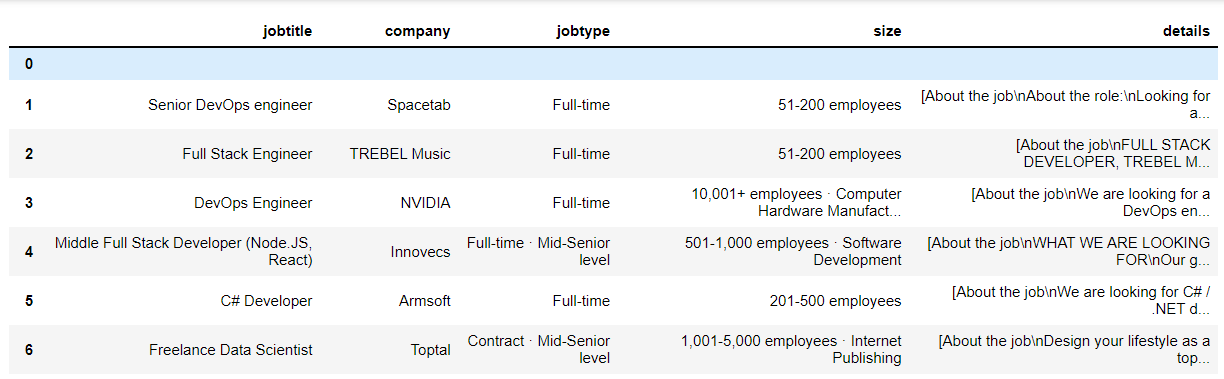 jobtitle company jobtype size details
0
1 Senior DevOps engineer Spacetab Full-time 51-200 employees [About the job\nAbout the role:\nLooking for
a...
2 Full Stack Engineer TREBEL Music Full-time 51-200 employees [About the job\nFULL STACK
DEVELOPER, TREBEL M...
3 DevOps Engineer NVIDIA Full-time 10,001+ employees · Computer [About the job\nWe are looking for a
Hardware Manufact... DevOps en...
4 Middle Full Stack Developer (Node.JS, Innovecs Full-time · Mid-Senior 501-1,000 employees · Software [About the job\nWHAT WE ARE LOOKING
React) level Development FOR\nOur g...
5 C# Developer Armsoft Full-time 201-500 employees [About the job\nWe are looking for C# /
.NET d...
6 Freelance Data Scientist Toptal Contract · Mid-Senior 1,001-5,000 employees · Internet [About the job\nDesign your lifestyle as a
level Publishing top...